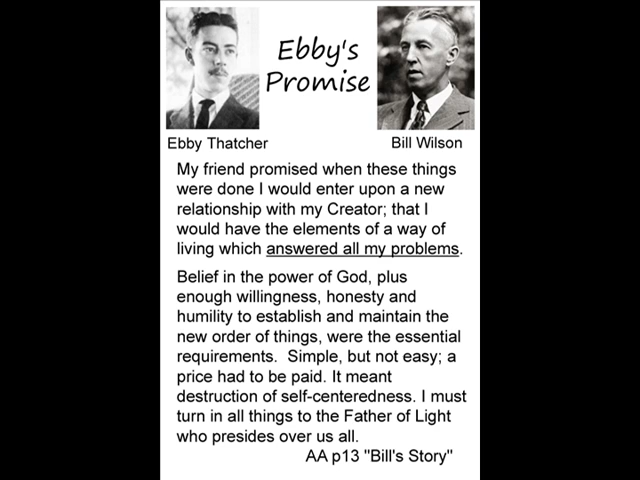 Ebby's
Promise
Ebby Thatcher
Bill Wilson
My friend promised when these things
were done I would enter upon a new
relationship with my Creator; that I
would have the elements of a way of
living which answered all my problems.
Belief in the power of God, plus
enough willingness, honesty and
humility to establish and maintain the
new order of things, were the essential
requirements.  Simple, but not easy; a
price had to be paid. It meant
destruction of self-centeredness. I must
turn in all things to the Father of Light
who presides over us all.
AA p13 "Bill's Story"